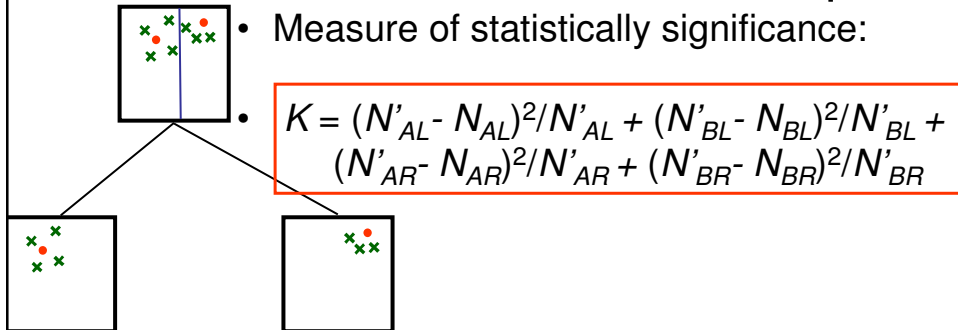 • Measure of statistically significance:
• K = (N'AL- NAL)²/N'AL + (N'BL- NBL)²/N'BL +
(N'AR- NAR)²/N'AR + (N'BR- NBR)²/N'BR